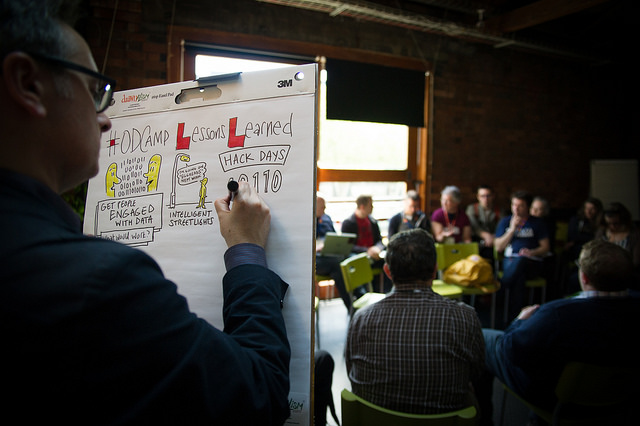 3M
#ODCAMP Lessons Learned
HACK DAYS
0110
GET PEOPLE
ENGAGED
WITH DATA
What would work?
INTELLIGENT
STREETLIGHTS